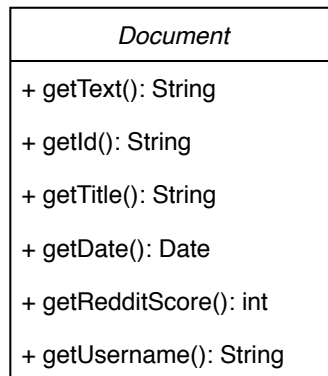 Document
+ getText(): String
+ getId(): String
+ getTitle(): String
+ getDate(): Date
+ getRedditScore(): int
+ getUsername(): String